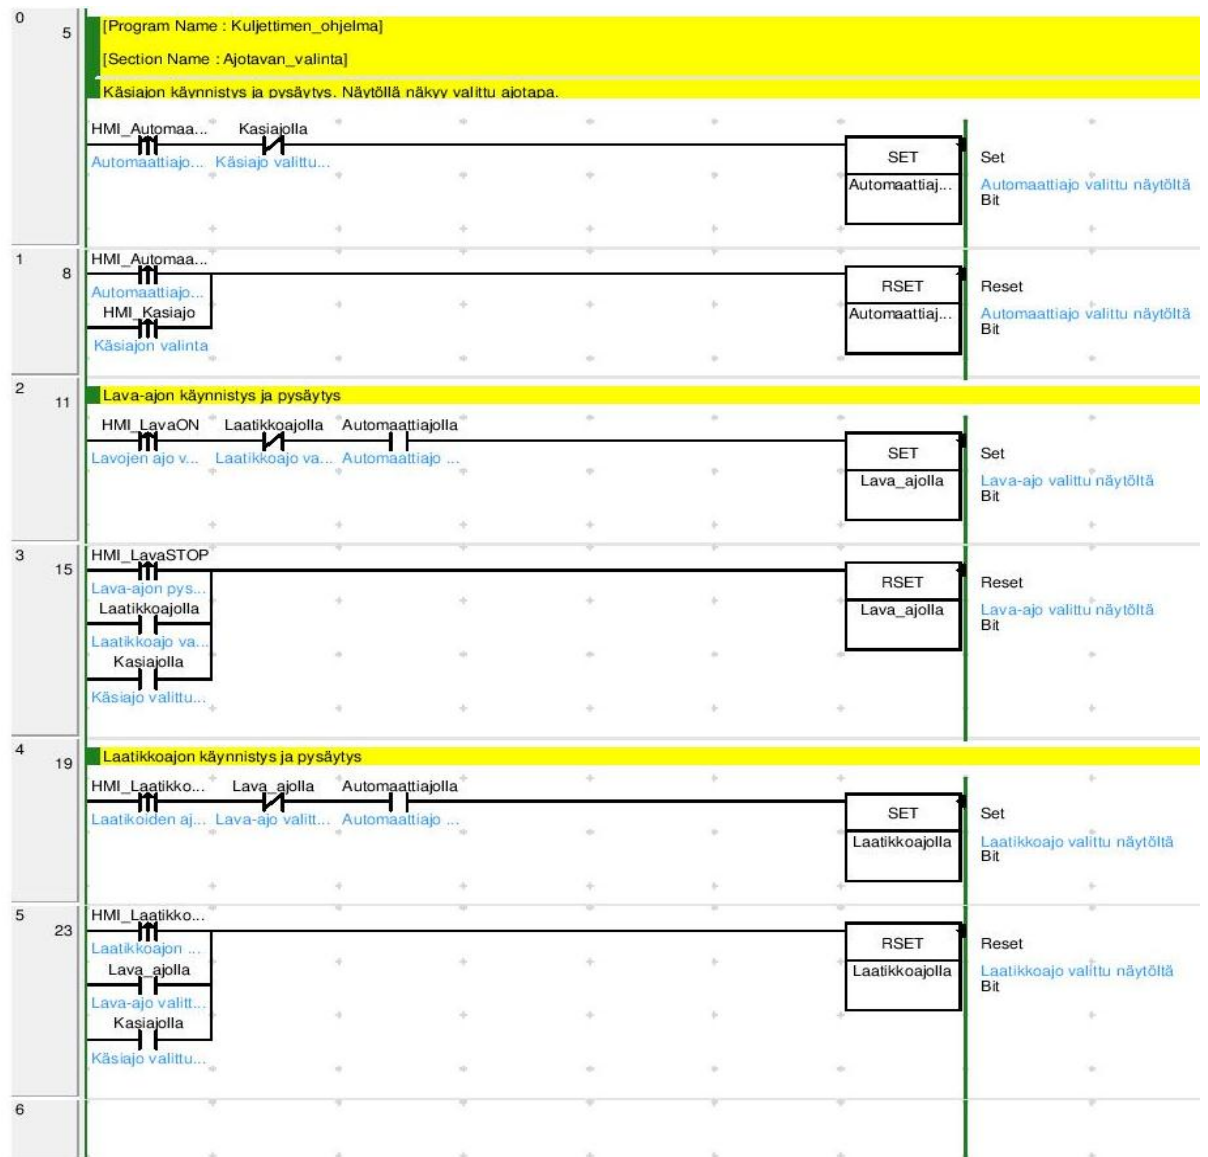 0
5
[Program Name : Kuljettimen_ohjelma]
[Section Name : Ajotavan_valinta]
Käsiajon käynnistys ja pysäytys. Näytöllä näkyy valittu ajotapa.
HMI_Automaa... Kasiajolla
Automaattiajo... Käsiajo valittu...
SET
Set
Automaattiaj...
Automaattiajo valittu näytöltä
Bit
1
8
HMI_Automaa...
Automaattiajo...
HMI_Kasiajo
Käsiajon valinta
RSET
Reset
Automaattiaj...
Automaattiajo valittu näytöltä
Bit
2
11
Lava-ajon käynnistys ja pysäytys
HMI_LavaON Laatikkoajolla Automaattiajolla
Lavojen ajo v... Laatikkoajo va... Automaattiajo ...
SET
Set
Lava_ajolla
Lava-ajo valittu näytöltä
Bit
3
15
HMI_LavaSTOP
Lava-ajon pys...
Laatikkoajolla
Laatikkoajo va...
Kasiajolla
Käsiajo valittu...
RSET
Reset
Lava_ajolla
Lava-ajo valittu näytöltä
Bit
4
19
Laatikkoajon käynnistys ja pysäytys
HMI_Laatikko... Lava_ajolla Automaattiajolla
Laatikoiden aj... Lava-ajo valitt... Automaattiajo ...
SET
Set
Laatikkoajolla
Laatikkoajo valittu näytöltä
Bit
5
23
HMI_Laatikko...
Laatikkoajon ...
Lava_ajolla
Lava-ajo valitt...
Kasiajolla
Käsiajo valittu...
RSET
Reset
Laatikkoajolla
Laatikkoajo valittu näytöltä
Bit
6